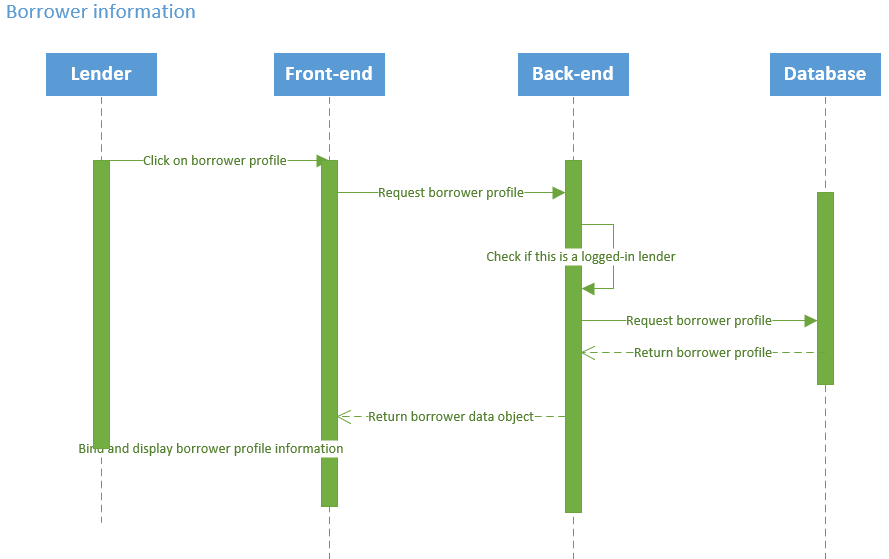 Borrower information
Lender
Front-end
Back-end
Database
Click on borrower profile
Request borrower profile
Check if this is a logged-in lender
Request borrower profile
Return borrower profile
Return borrower data object
Bind and display borrower profile information